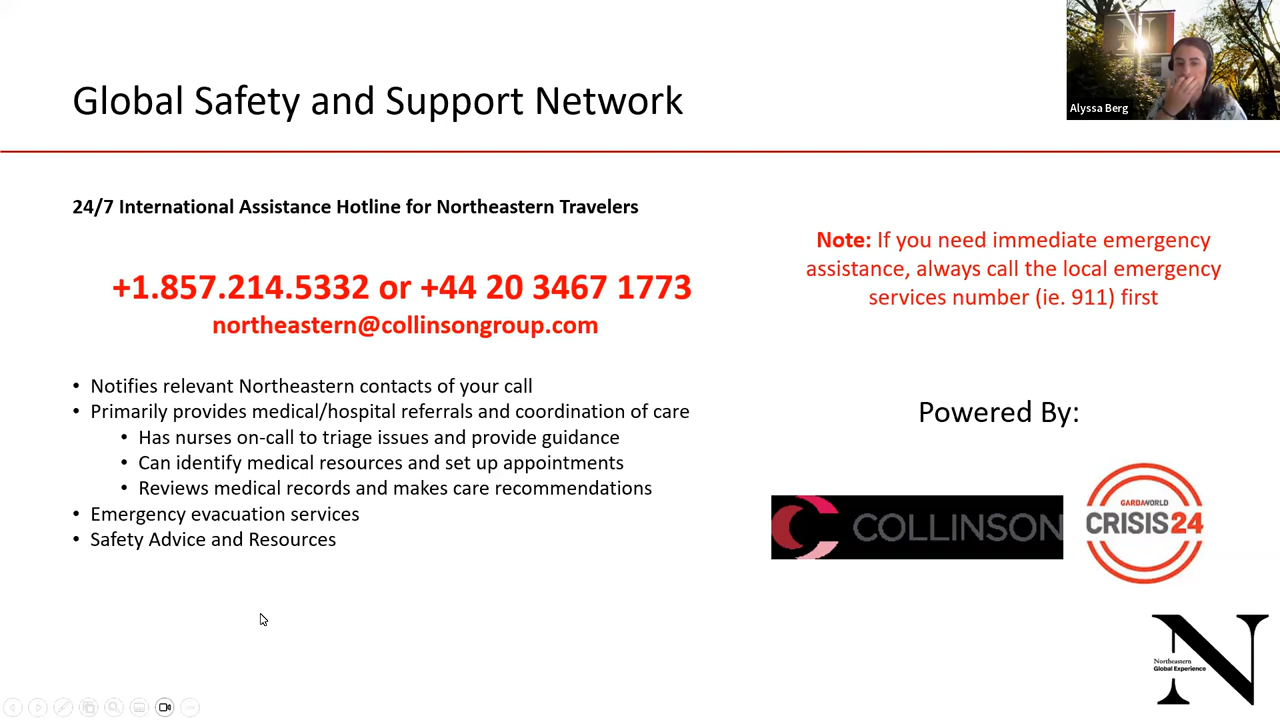 Global Safety and Support Network
Alyssa Berg
24/7 International Assistance Hotline for Northeastern Travelers
+1.857.214.5332 or +44 20 3467 1773
northeastern@collinsongroup.com
Note: If you need immediate emergency
assistance, always call the local emergency
services number (ie. 911) first
• Notifies relevant Northeastern contacts of your call
• Primarily provides medical/hospital referrals and coordination of care
• Has nurses on-call to triage issues and provide guidance
• Can identify medical resources and set up appointments
• Reviews medical records and makes care recommendations
• Emergency evacuation services
• Safety Advice and Resources
Powered By:
COLLINSON
GARDAWORLD
CRISIS24
N
Northeastern
Global Experience